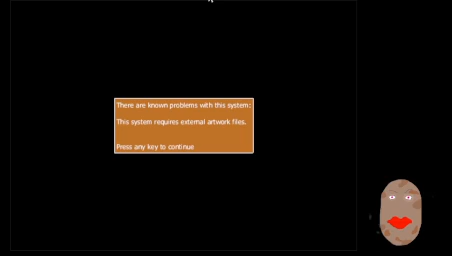 There are known problems with this system:
This system requires external artwork files.
Press any key to continue